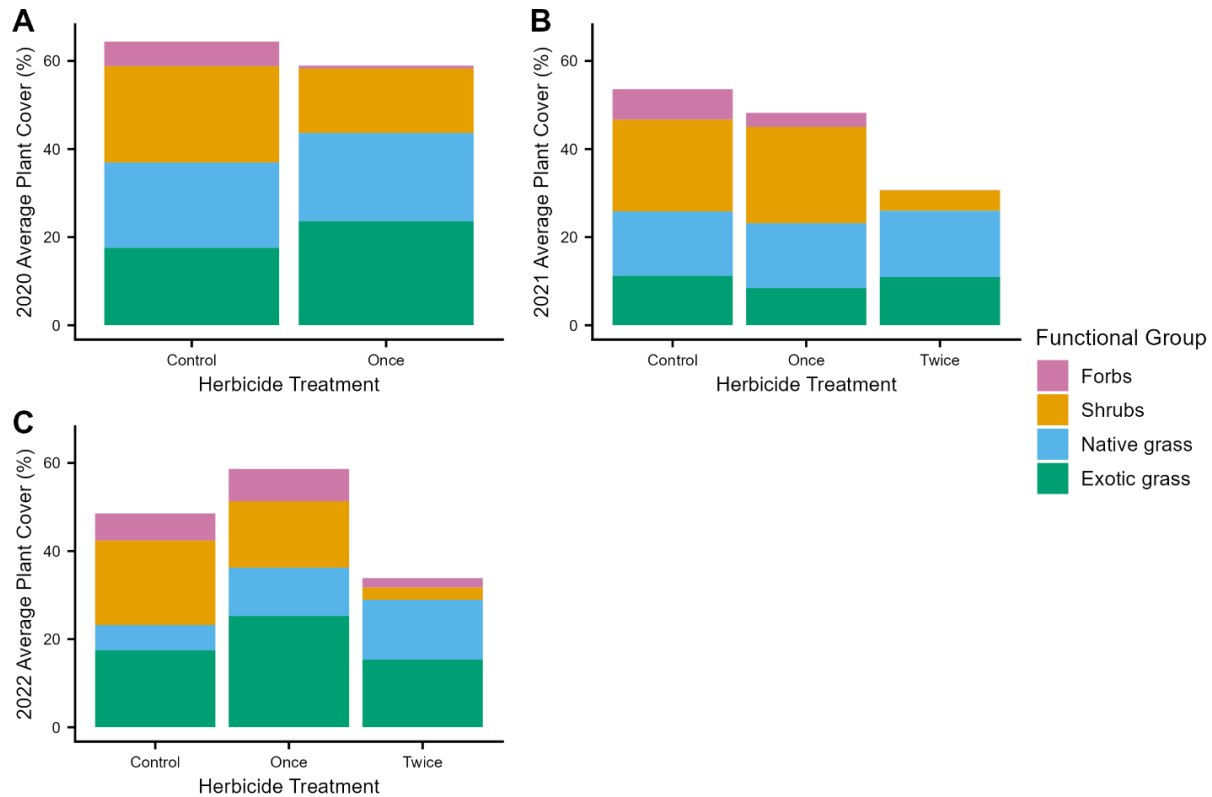 A
2020 Average Plant Cover (%)
60
40
20
0
Control
Once
Herbicide Treatment
B
2021 Average Plant Cover (%)
60
40
20
0
Control
Once
Twice
Herbicide Treatment
Functional Group
Forbs
Shrubs
Native grass
Exotic grass
C
2022 Average Plant Cover (%)
60
40
20
0
Control
Once
Twice
Herbicide Treatment